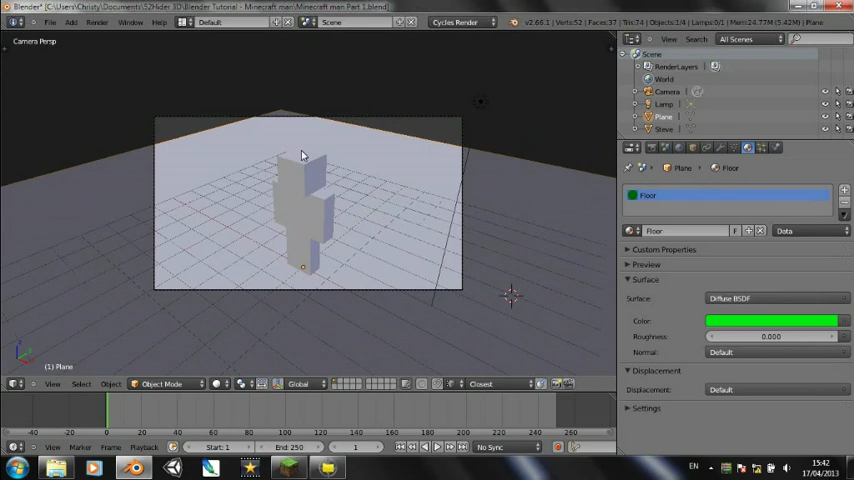 Blender* [C:\Users\Christy\Documents\52Hider 3D\Blender Tutorial - Minecraft man\Minecraft man Part 1.blend]
File Add Render Window Help Default Scene Cycles Render v2.66.1 | Verts:52 | Faces:37 | Tris:74 | Objects:1/4 | Lamps:0/1 | Mem:24.77M (5.42M) | Plane
Camera Persp
View Search All Scenes
Scene
RenderLayers
World
Camera
Lamp
Plane
Steve
Plane Floor
Floor
Floor F Data
Custom Properties
Preview
Surface
Surface: Diffuse BSDF
Color:
Roughness: 0.000
Normal: Default
Displacement
Displacement: Default
Settings
z
(1) Plane
View Select Object Object Mode Global Closest
-40 -20 0 20 40 60 80 100 120 140 160 180 200 220 240 260
View Marker Frame Playback Start: 1 End: 250 1 No Sync
EN 15:42
17/04/2013